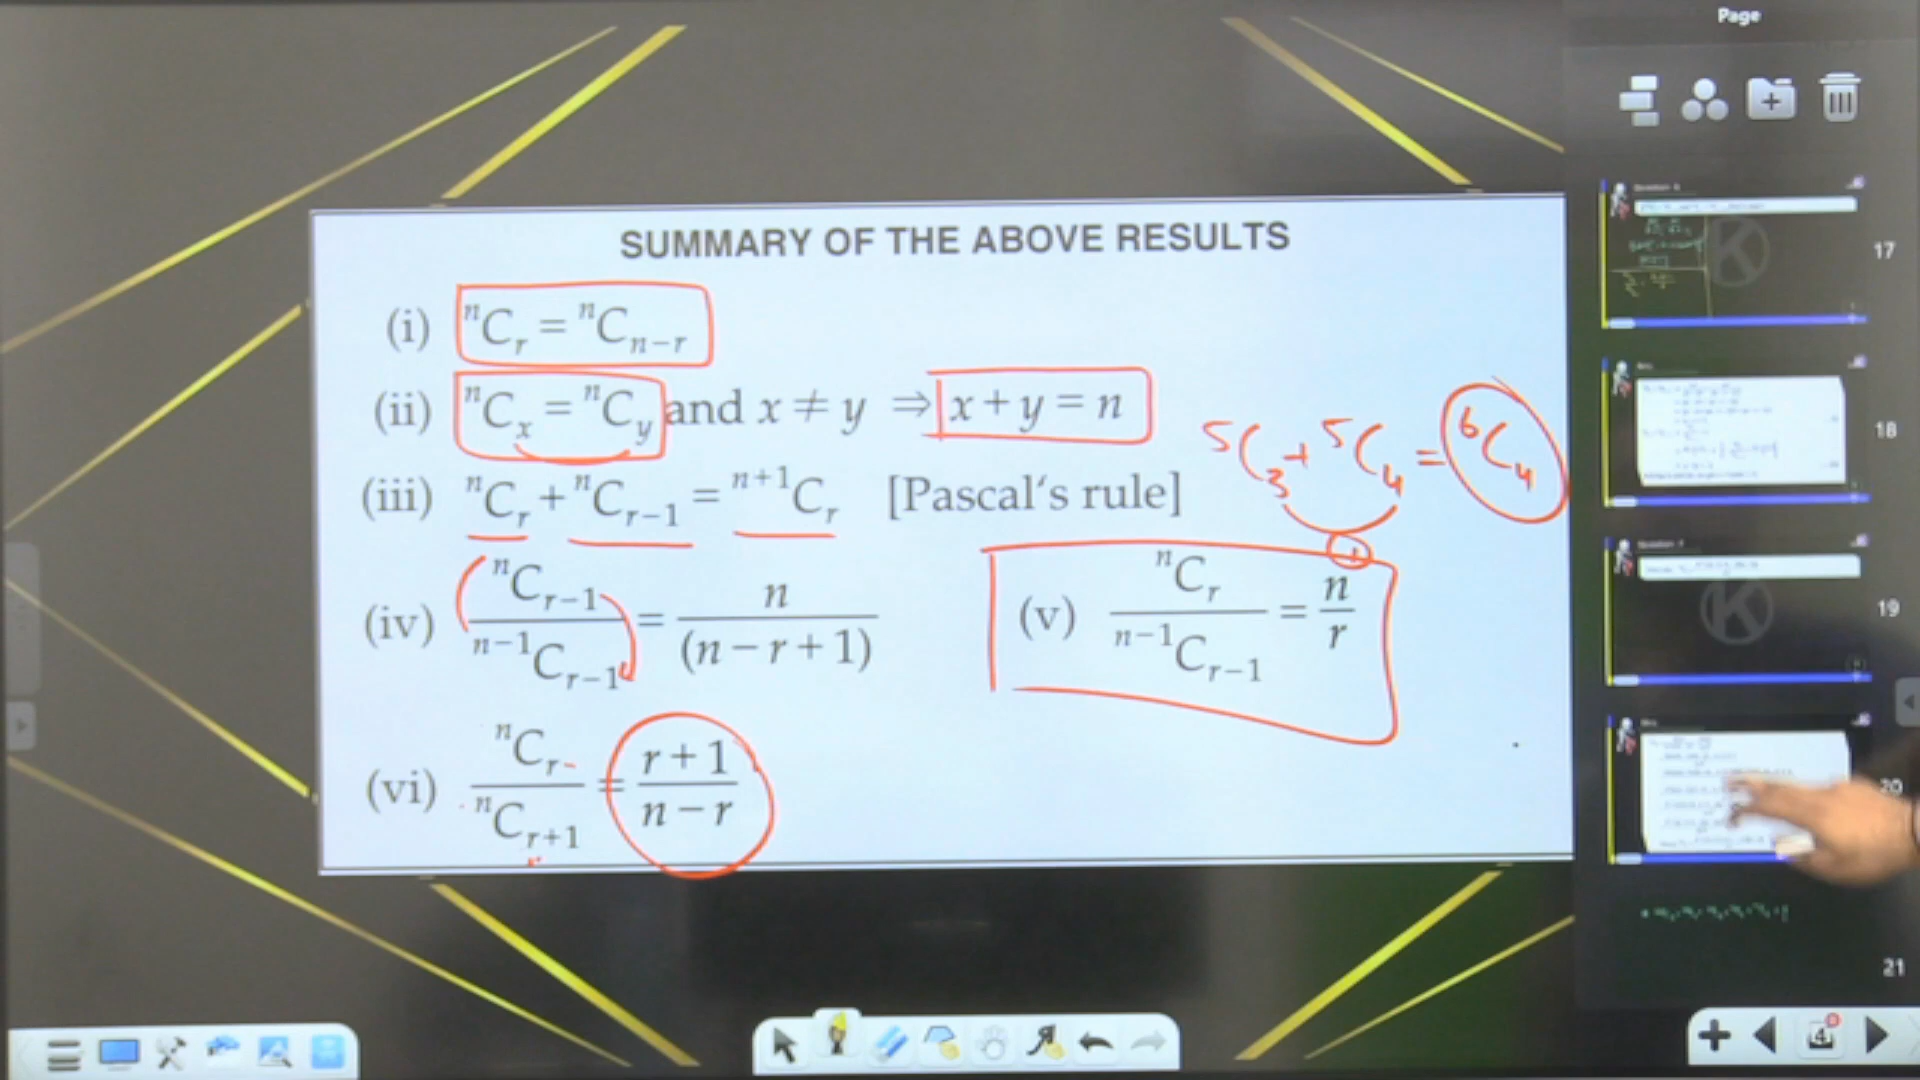 Page
SUMMARY OF THE ABOVE RESULTS
(i) ⁿCᵣ = ⁿCₙ₋ᵣ
(ii) ⁿCₓ = ⁿC_y and x ≠ y ⇒ x + y = n
⁵C₃ + ⁵C₄ = ⁶C₄
(iii) ⁿCᵣ + ⁿCᵣ₋₁ = ⁿ⁺¹Cᵣ [Pascal's rule]
(iv) ⁿCᵣ₋₁ / ⁿ⁻¹Cᵣ₋₁ = n / (n − r + 1)
(v) ⁿCᵣ / ⁿ⁻¹Cᵣ₋₁ = n / r
(vi) ⁿCᵣ / ⁿCᵣ₊₁ = r + 1 / n − r
17
18
19
20
21
4